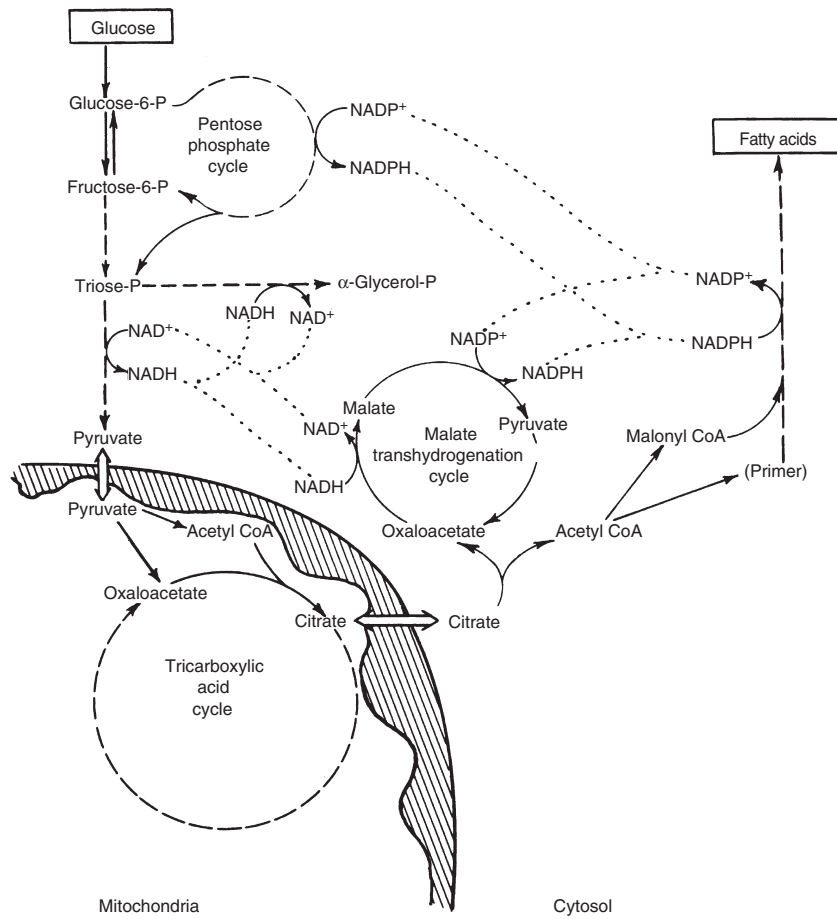 Glucose
Glucose-6-P
Pentose
phosphate
cycle
NADP+
NADPH
Fatty acids
Fructose-6-P
Triose-P
α-Glycerol-P
NADH
NAD+
NAD+
NADH
NADP+
NADPH
NADP+
NADPH
Malate
Pyruvate
NAD+
Malate
transhydrogenation
cycle
NADH
Oxaloacetate
Malonyl CoA
(Primer)
Acetyl CoA
Pyruvate
Pyruvate
Acetyl CoA
Oxaloacetate
Citrate
Citrate
Tricarboxylic
acid
cycle
Mitochondria
Cytosol